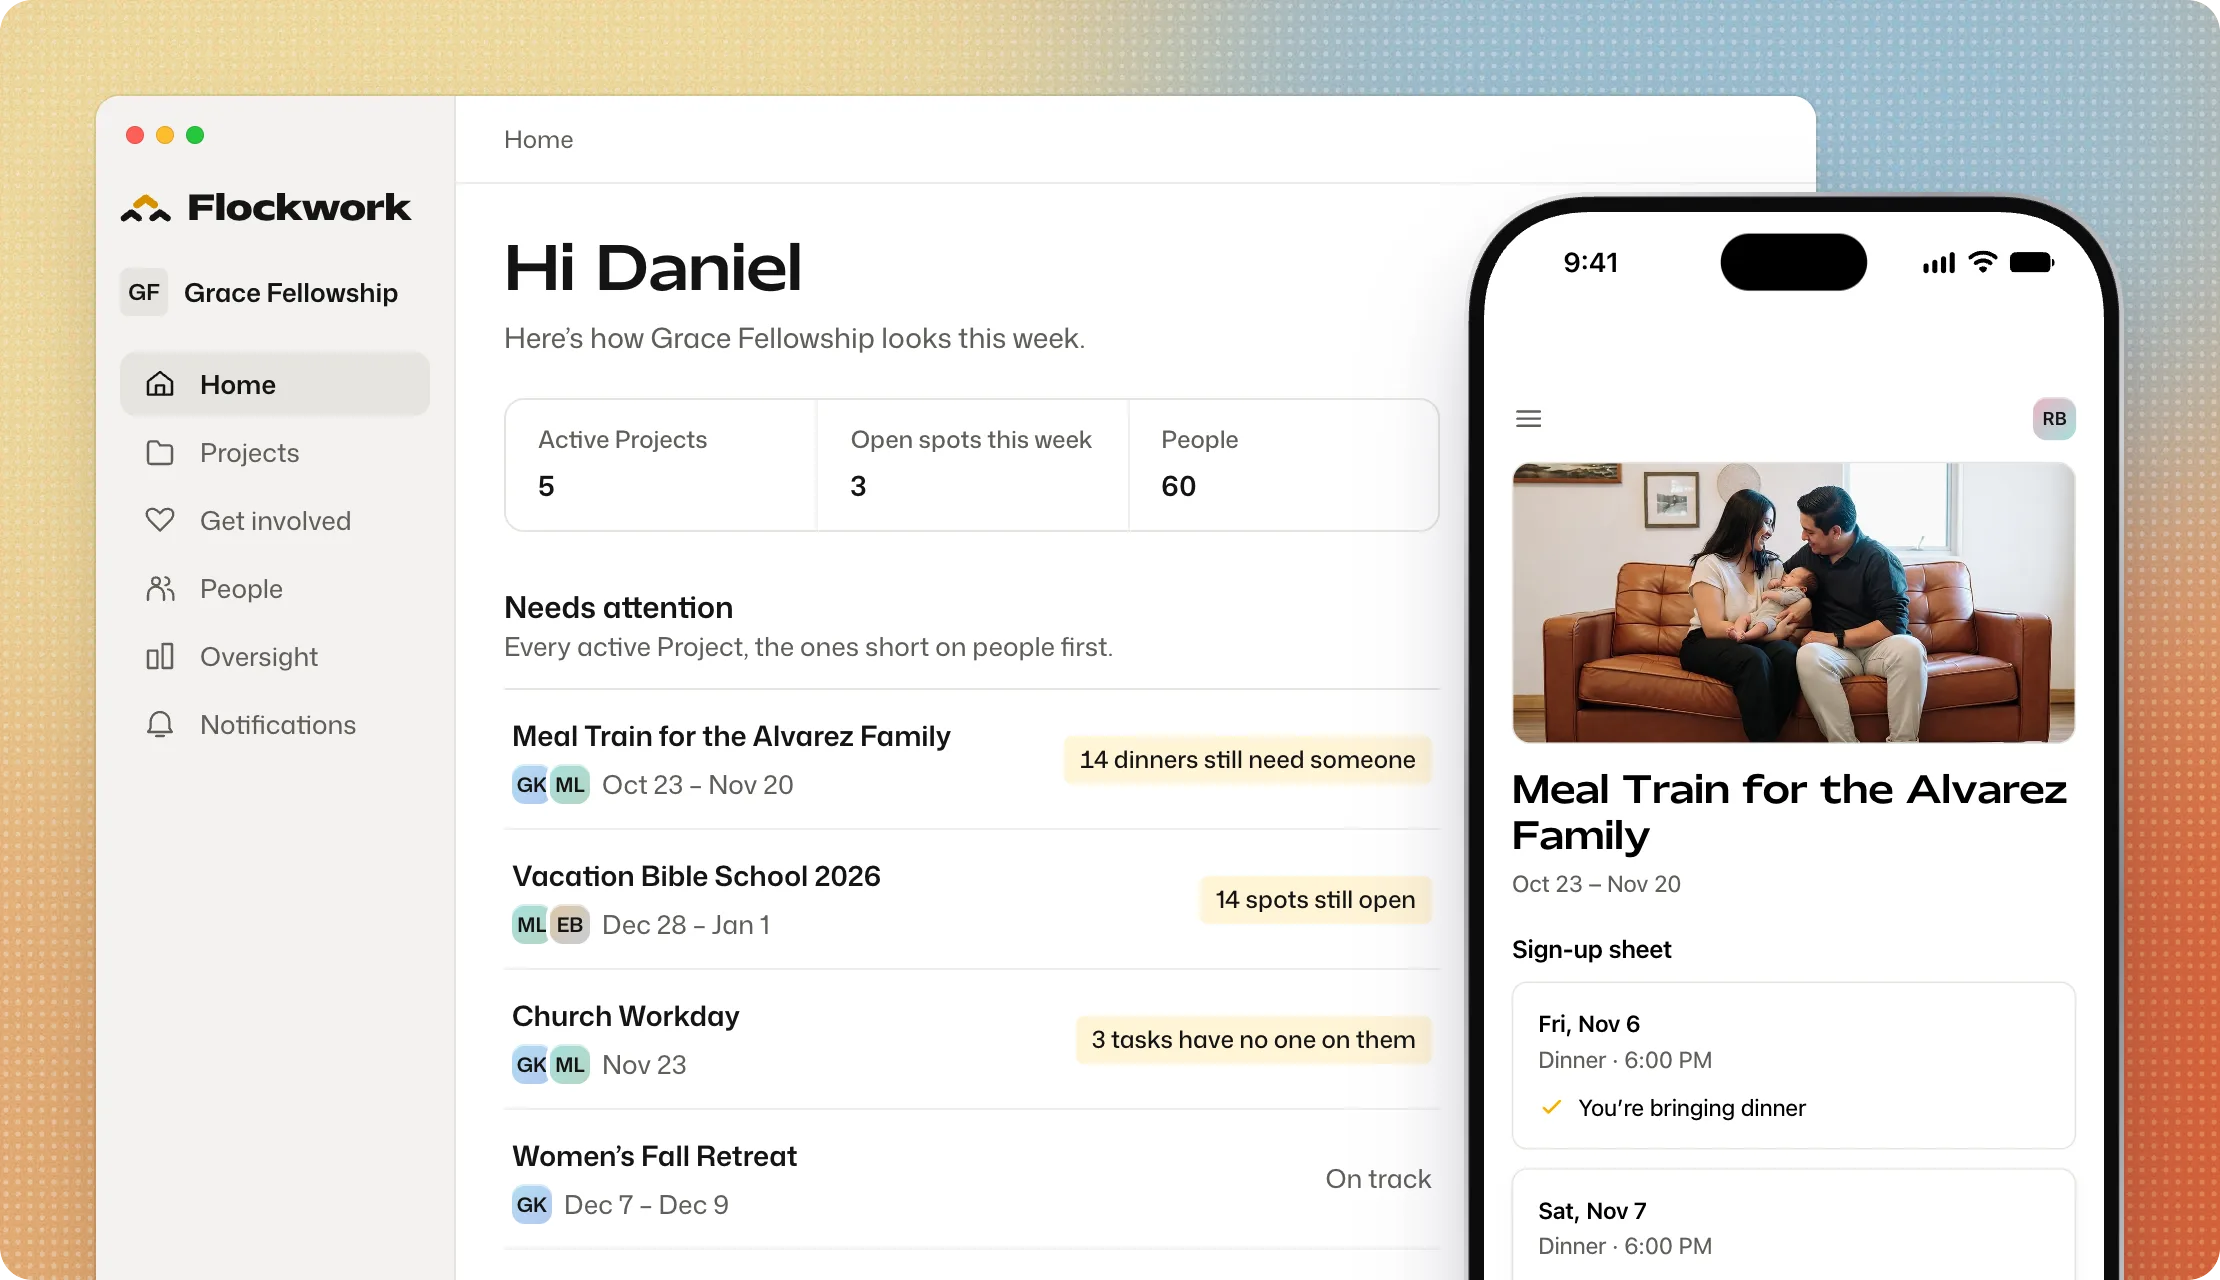 Flockwork
GF Grace Fellowship
Home
Projects
Get involved
People
Oversight
Notifications
Home
Hi Daniel
Here’s how Grace Fellowship looks this week.
Active Projects
5
Open spots this week
3
People
60
Needs attention
Every active Project, the ones short on people first.
Meal Train for the Alvarez Family
GK ML Oct 23 – Nov 20
14 dinners still need someone
Vacation Bible School 2026
ML EB Dec 28 – Jan 1
14 spots still open
Church Workday
GK ML Nov 23
3 tasks have no one on them
Women’s Fall Retreat
GK Dec 7 – Dec 9
On track
9:41
RB
Meal Train for the Alvarez
Family
Oct 23 – Nov 20
Sign-up sheet
Fri, Nov 6
Dinner · 6:00 PM
You’re bringing dinner
Sat, Nov 7
Dinner · 6:00 PM